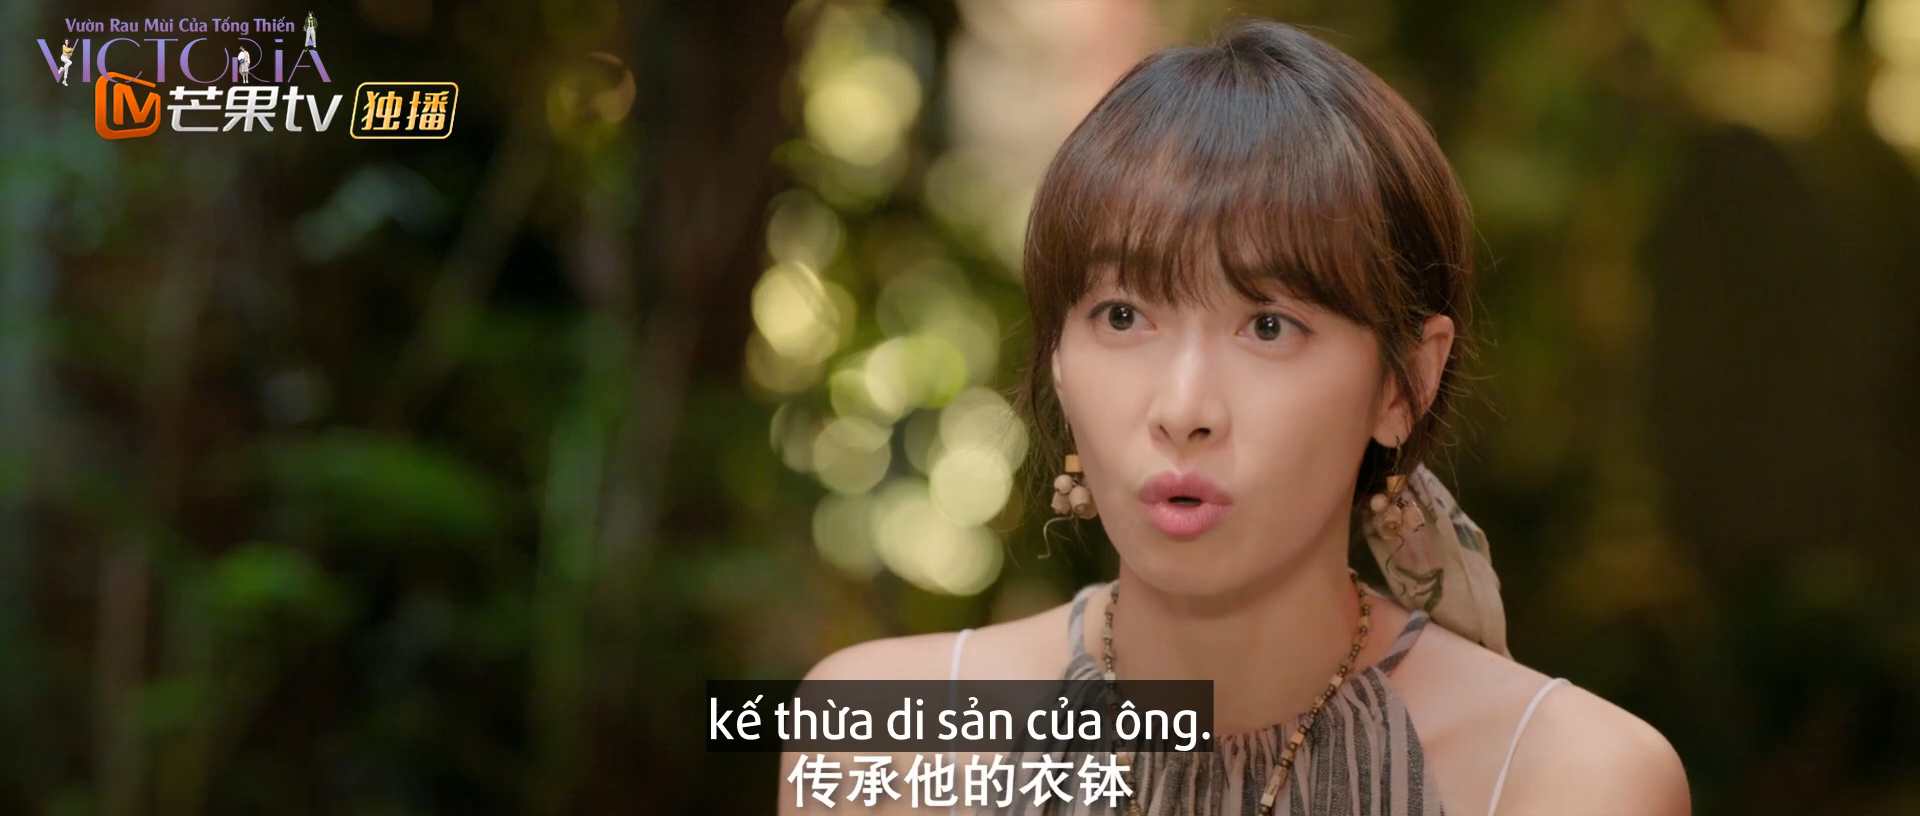 Vườn Rau Mùi Của Tống Thiến
VICTORIA
芒果tv 独播
kế thừa di sản của ông.
传承他的衣钵